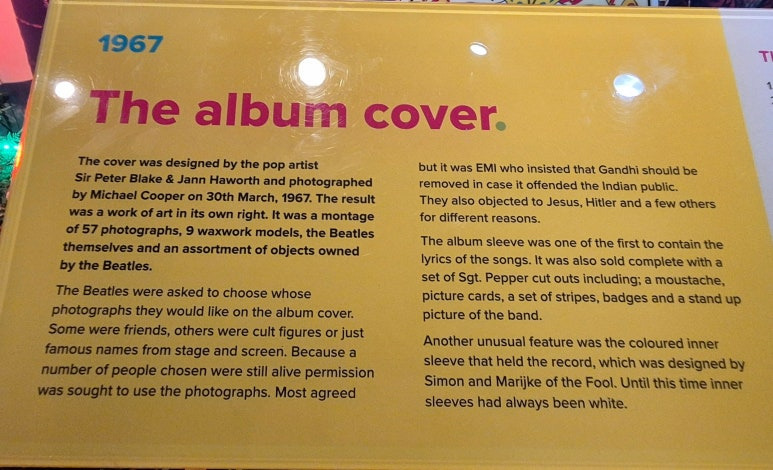 1967
The album cover.
The cover was designed by the pop artist
Sir Peter Blake & Jann Haworth and photographed
by Michael Cooper on 30th March, 1967. The result
was a work of art in its own right. It was a montage
of 57 photographs, 9 waxwork models, the Beatles
themselves and an assortment of objects owned
by the Beatles.
The Beatles were asked to choose whose
photographs they would like on the album cover.
Some were friends, others were cult figures or just
famous names from stage and screen. Because a
number of people chosen were still alive permission
was sought to use the photographs. Most agreed
but it was EMI who insisted that Gandhi should be
removed in case it offended the Indian public.
They also objected to Jesus, Hitler and a few others
for different reasons.
The album sleeve was one of the first to contain the
lyrics of the songs. It was also sold complete with a
set of Sgt. Pepper cut outs including; a moustache,
picture cards, a set of stripes, badges and a stand up
picture of the band.
Another unusual feature was the coloured inner
sleeve that held the record, which was designed by
Simon and Marijke of the Fool. Until this time inner
sleeves had always been white.